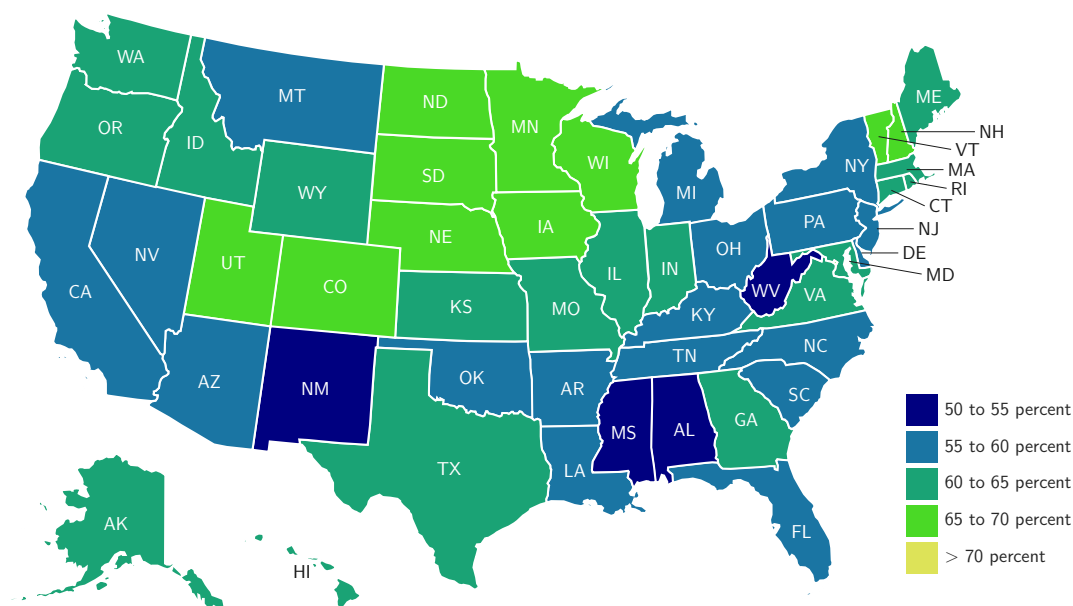 WA
MT
ND
MN
ME
OR
ID
NH
VT
WI
NY
MA
SD
RI
WY
MI
CT
PA
NJ
IA
NE
OH
NV
DE
UT
IN
IL
MD
CO
CA
WV
VA
KS
MO
KY
NC
TN
OK
AZ
NM
AR
SC
GA
MS
AL
50 to 55 percent
55 to 60 percent
TX
LA
60 to 65 percent
65 to 70 percent
AK
FL
> 70 percent
HI